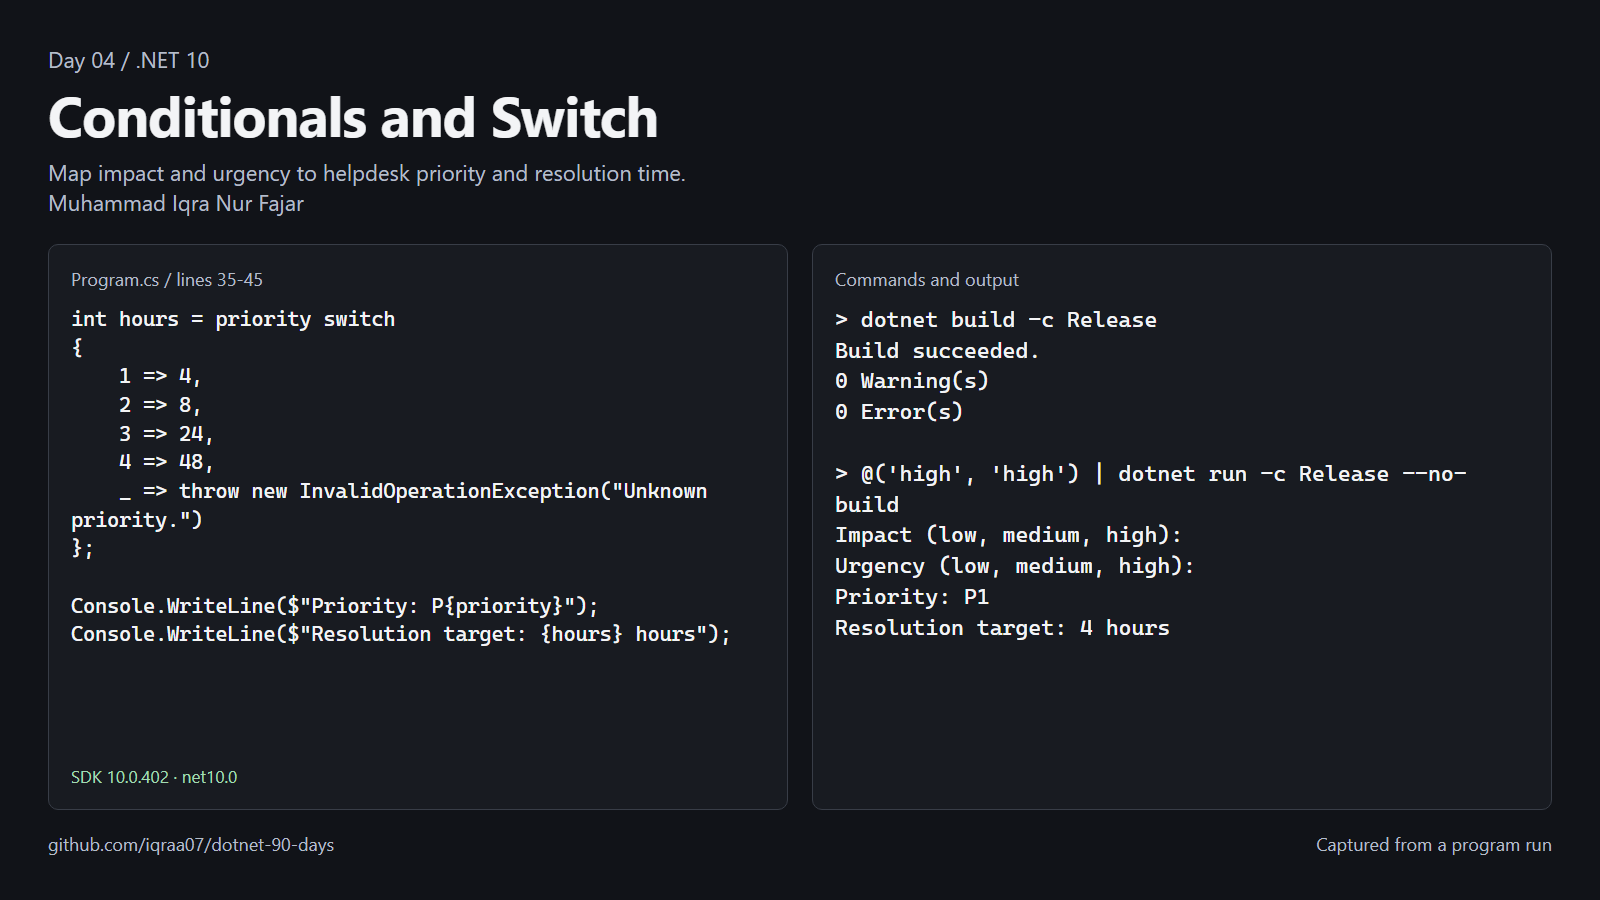 Day 04 / .NET 10
Conditionals and Switch
Map impact and urgency to helpdesk priority and resolution time.
Muhammad Iqra Nur Fajar
Program.cs / lines 35-45
int hours = priority switch
{
    1 => 4,
    2 => 8,
    3 => 24,
    4 => 48,
    _ => throw new InvalidOperationException("Unknown
priority.")
};

Console.WriteLine($"Priority: P{priority}");
Console.WriteLine($"Resolution target: {hours} hours");
SDK 10.0.402 · net10.0
Commands and output
> dotnet build -c Release
Build succeeded.
0 Warning(s)
0 Error(s)

> @('high', 'high') | dotnet run -c Release --no-
build
Impact (low, medium, high):
Urgency (low, medium, high):
Priority: P1
Resolution target: 4 hours
github.com/iqraa07/dotnet-90-days
Captured from a program run